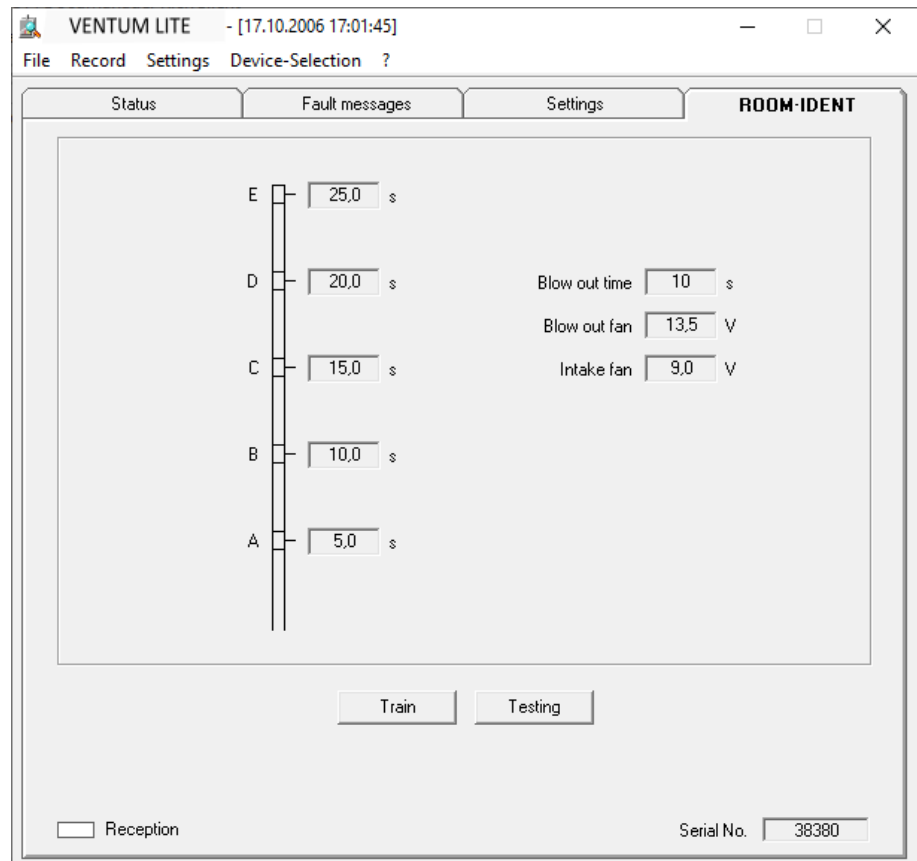 VENTUM LITE - [17.10.2006 17:01:45]
File Record Settings Device-Selection ?
Status Fault messages Settings ROOM-IDENT
E 25,0 s
D 20,0 s Blow out time 10 s
Blow out fan 13,5 V
C 15,0 s Intake fan 9,0 V
B 10,0 s
A 5,0 s
Train Testing
Reception Serial No. 38380